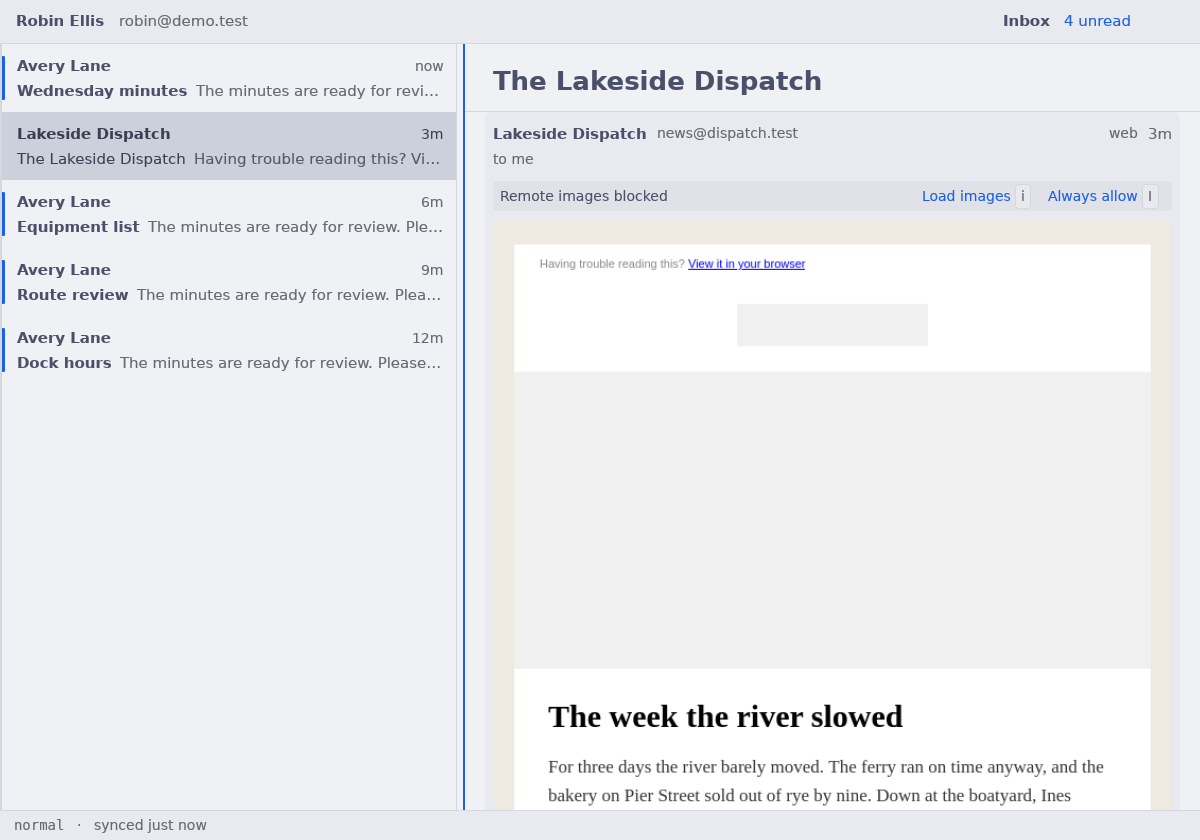 Robin Ellis robin@demo.test
Inbox 4 unread
Avery Lane now
Wednesday minutes The minutes are ready for revi…
Lakeside Dispatch 3m
The Lakeside Dispatch Having trouble reading this? Vi…
Avery Lane 6m
Equipment list The minutes are ready for review. Ple…
Avery Lane 9m
Route review The minutes are ready for review. Plea…
Avery Lane 12m
Dock hours The minutes are ready for review. Please…
The Lakeside Dispatch
Lakeside Dispatch news@dispatch.test web 3m
to me
Remote images blocked Load images i Always allow I
Having trouble reading this? View it in your browser
The week the river slowed
For three days the river barely moved. The ferry ran on time anyway, and the
bakery on Pier Street sold out of rye by nine. Down at the boatyard, Ines
normal · synced just now